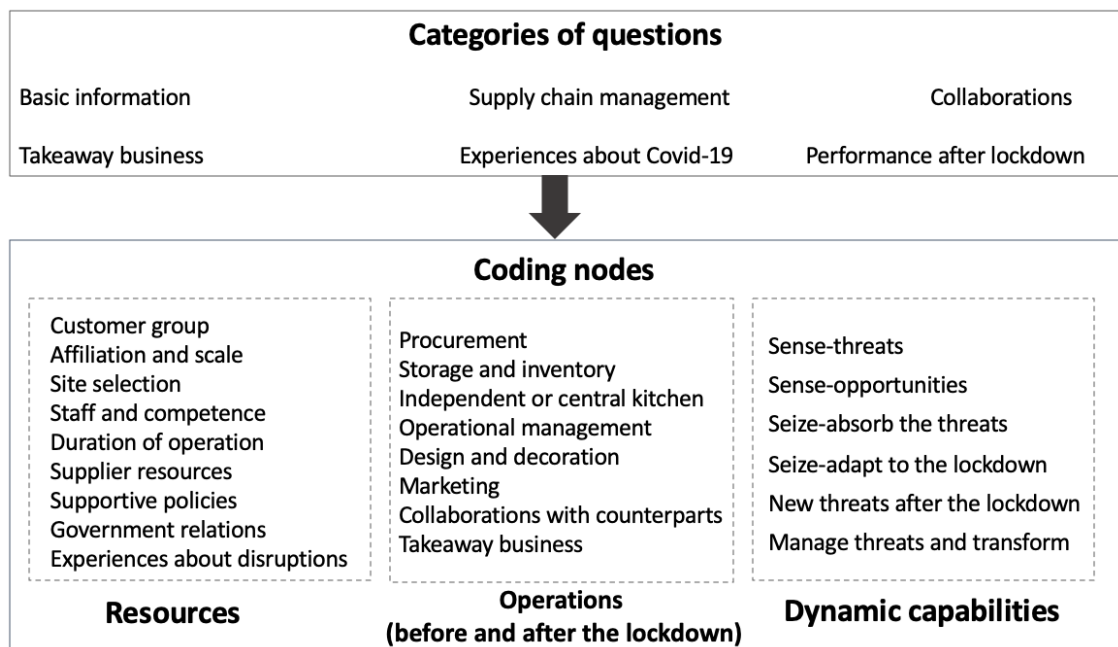 Categories of questions
Basic information
Supply chain management
Collaborations
Takeaway business
Experiences about Covid-19
Performance after lockdown
Coding nodes
Customer group
Affiliation and scale
Site selection
Staff and competence
Duration of operation
Supplier resources
Supportive policies
Government relations
Experiences about disruptions
Resources
Procurement
Storage and inventory
Independent or central kitchen
Operational management
Design and decoration
Marketing
Collaborations with counterparts
Takeaway business
Operations
(before and after the lockdown)
Sense-threats
Sense-opportunities
Seize-absorb the threats
Seize-adapt to the lockdown
New threats after the lockdown
Manage threats and transform
Dynamic capabilities